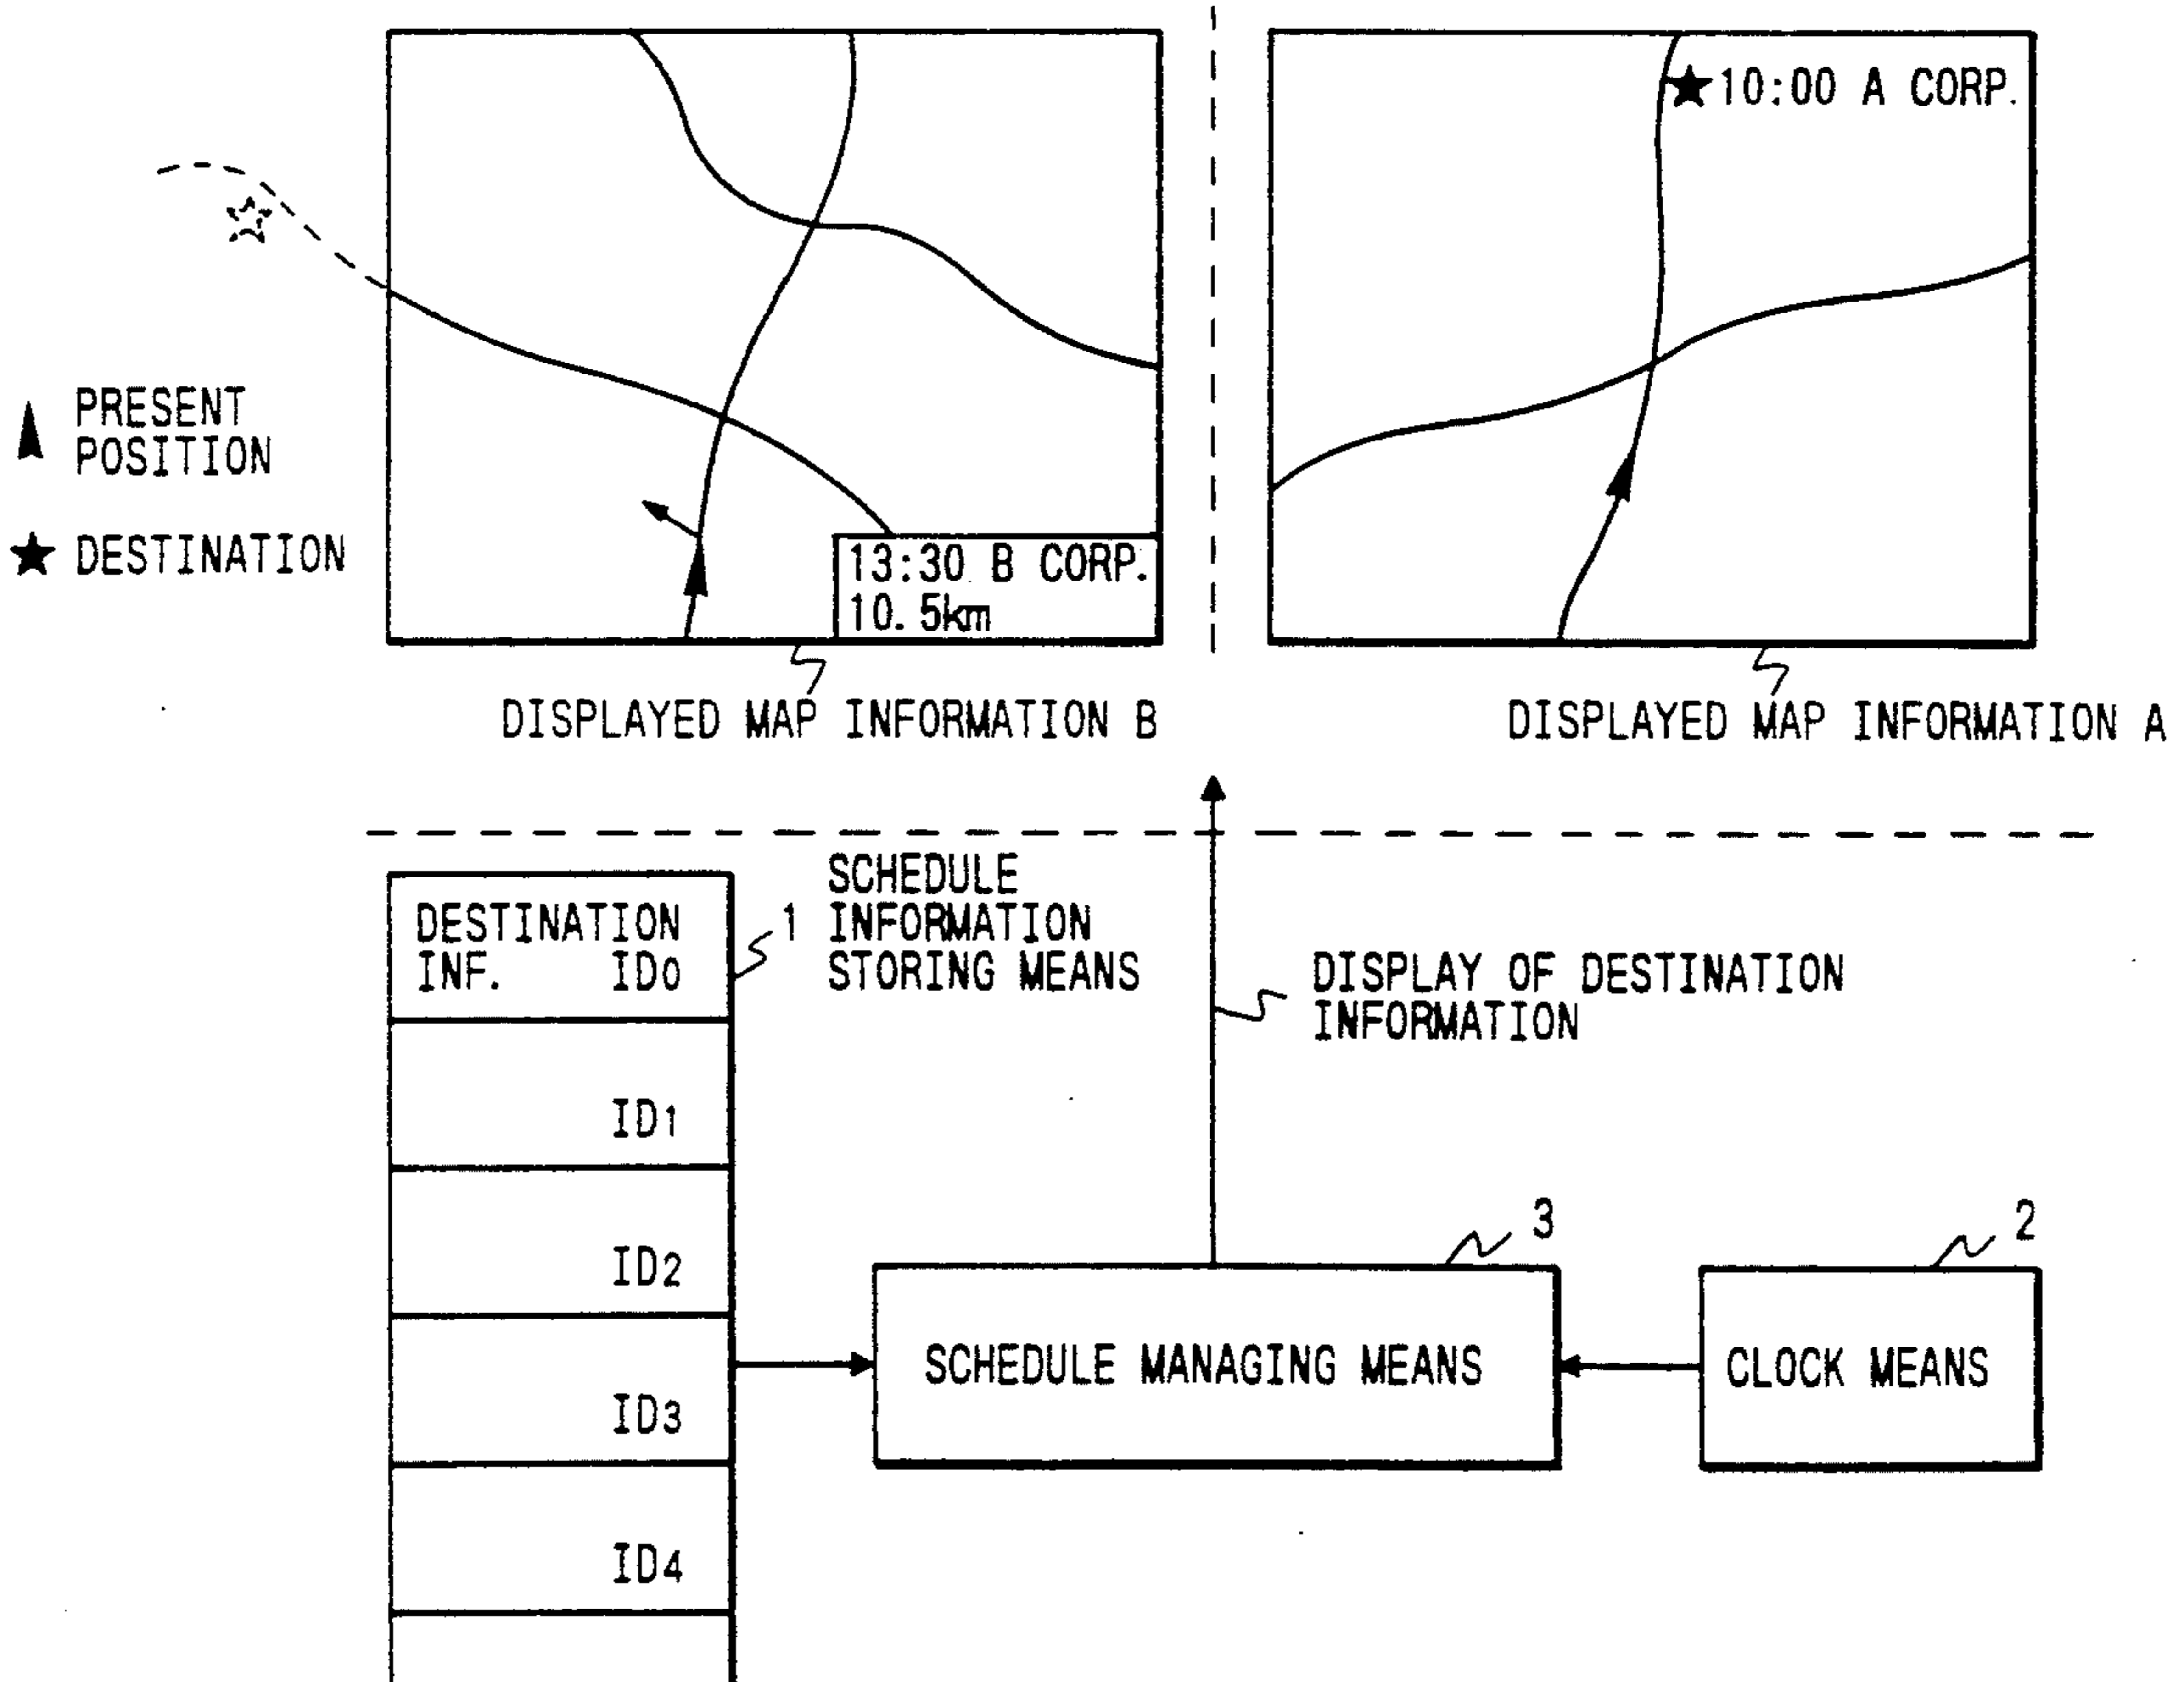 10:00 A CORP.
PRESENT
POSITION
DESTINATION
13:30 B CORP.
10.5km
DISPLAYED MAP INFORMATION B
DISPLAYED MAP INFORMATION A
DESTINATION
INF. ID0
1
SCHEDULE
INFORMATION
STORING MEANS
DISPLAY OF DESTINATION
INFORMATION
ID1
ID2
3
2
SCHEDULE MANAGING MEANS
CLOCK MEANS
ID3
ID4